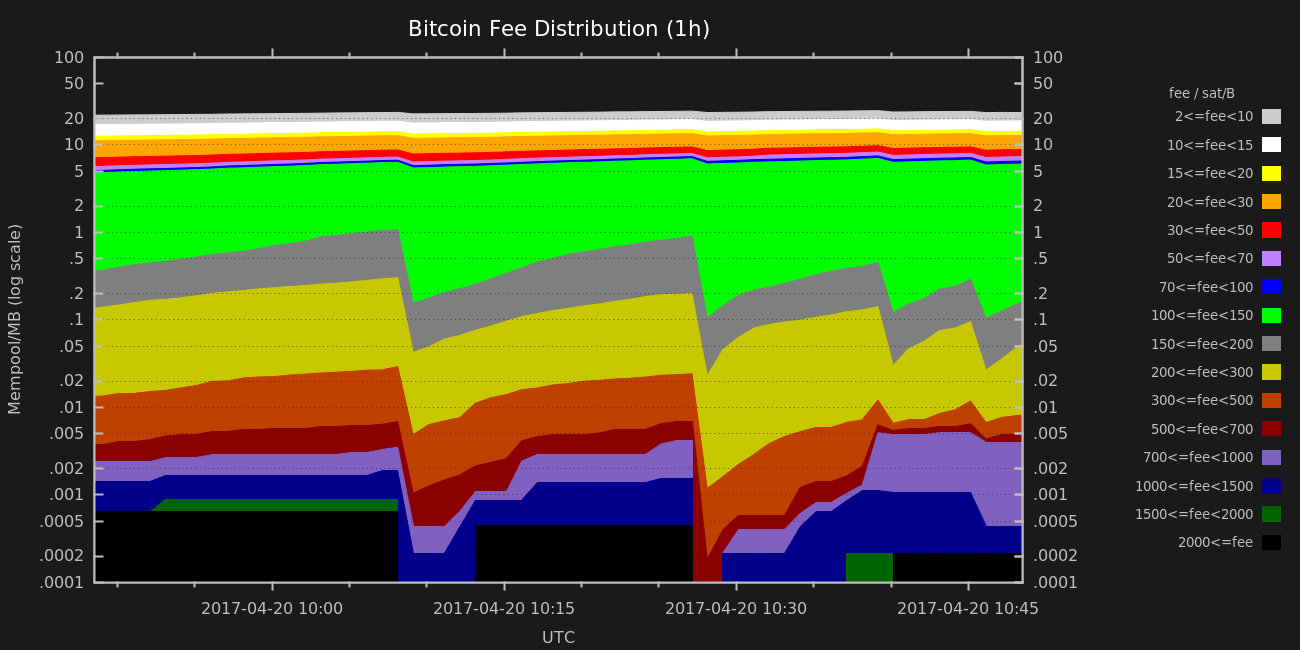 Bitcoin Fee Distribution (1h)
100
50
20
10
5
2
1
.5
.2
.1
.05
.02
.01
.005
.002
.001
.0005
.0002
.0001
Mempool/MB (log scale)
100
50
20
10
5
2
1
.5
.2
.1
.05
.02
.01
.005
.002
.001
.0005
.0002
.0001
2017-04-20 10:00
2017-04-20 10:15
2017-04-20 10:30
2017-04-20 10:45
UTC
fee / sat/B
2<=fee<10
10<=fee<15
15<=fee<20
20<=fee<30
30<=fee<50
50<=fee<70
70<=fee<100
100<=fee<150
150<=fee<200
200<=fee<300
300<=fee<500
500<=fee<700
700<=fee<1000
1000<=fee<1500
1500<=fee<2000
2000<=fee